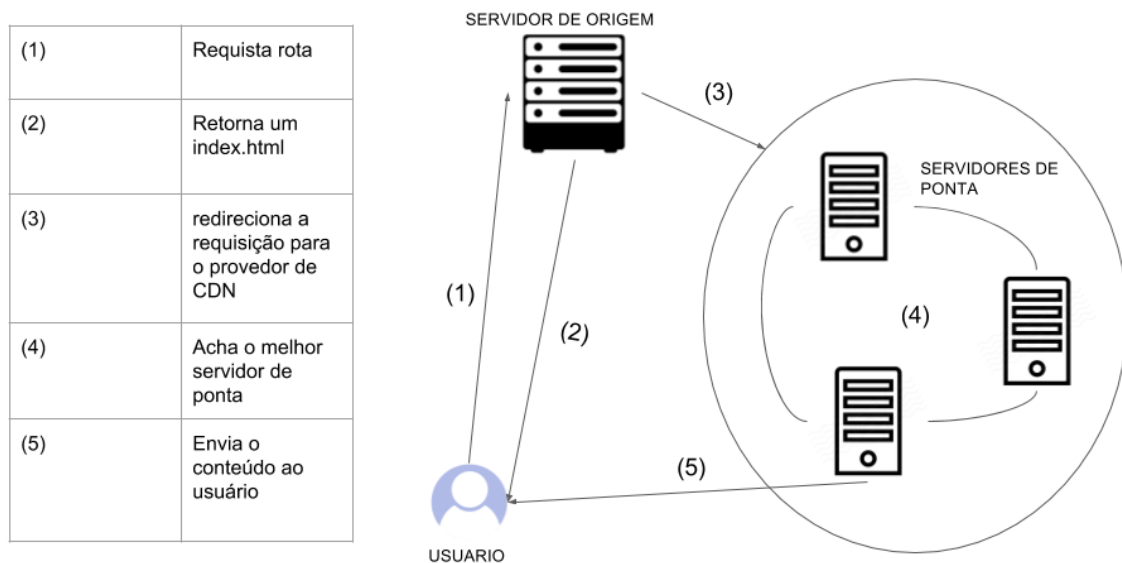 (1)
Requista rota
(2)
Retorna um
index.html
(3)
redireciona a
requisição para
o provedor de
CDN
(4)
Acha o melhor
servidor de
ponta
(5)
Envia o
conteúdo ao
usuário
SERVIDOR DE ORIGEM
(3)
SERVIDORES DE
PONTA
(1)
(2)
(4)
(5)
USUARIO